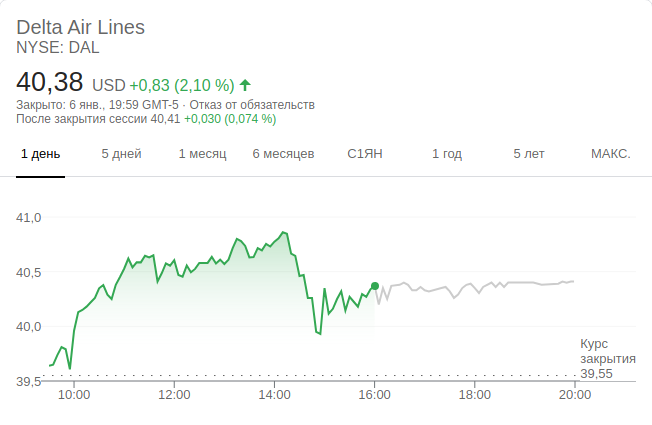 Delta Air Lines
NYSE: DAL
40,38 USD +0,83 (2,10 %)
Закрыто: 6 янв., 19:59 GMT-5 · Отказ от обязательств
После закрытия сессии 40,41 +0,030 (0,074 %)
1 день 5 дней 1 месяц 6 месяцев С1ЯН 1 год 5 лет МАКС.
41,0
40,5
40,0
Курс
закрытия
39,55
39,5
10:00 12:00 14:00 16:00 18:00 20:00